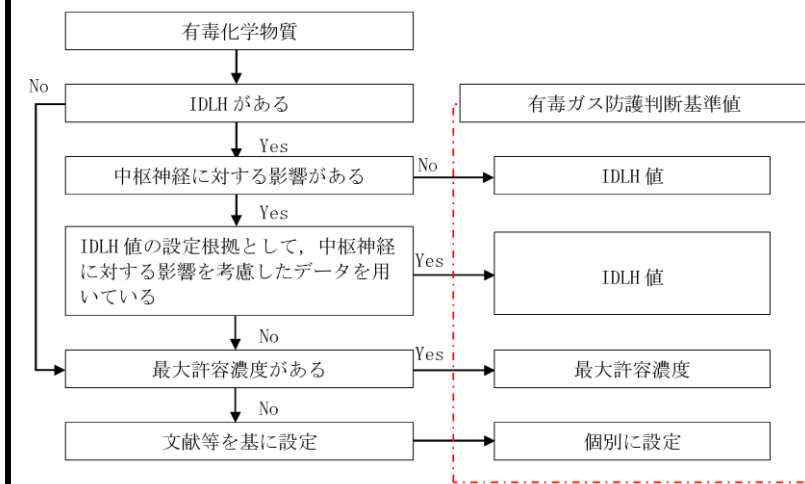 有毒化学物質
No
IDLH がある
有毒ガス防護判断基準値
Yes
中枢神経に対する影響がある
No
IDLH 値
Yes
IDLH 値の設定根拠として，中枢神経
に対する影響を考慮したデータを用
いている
Yes
IDLH 値
No
最大許容濃度がある
Yes
最大許容濃度
No
文献等を基に設定
個別に設定